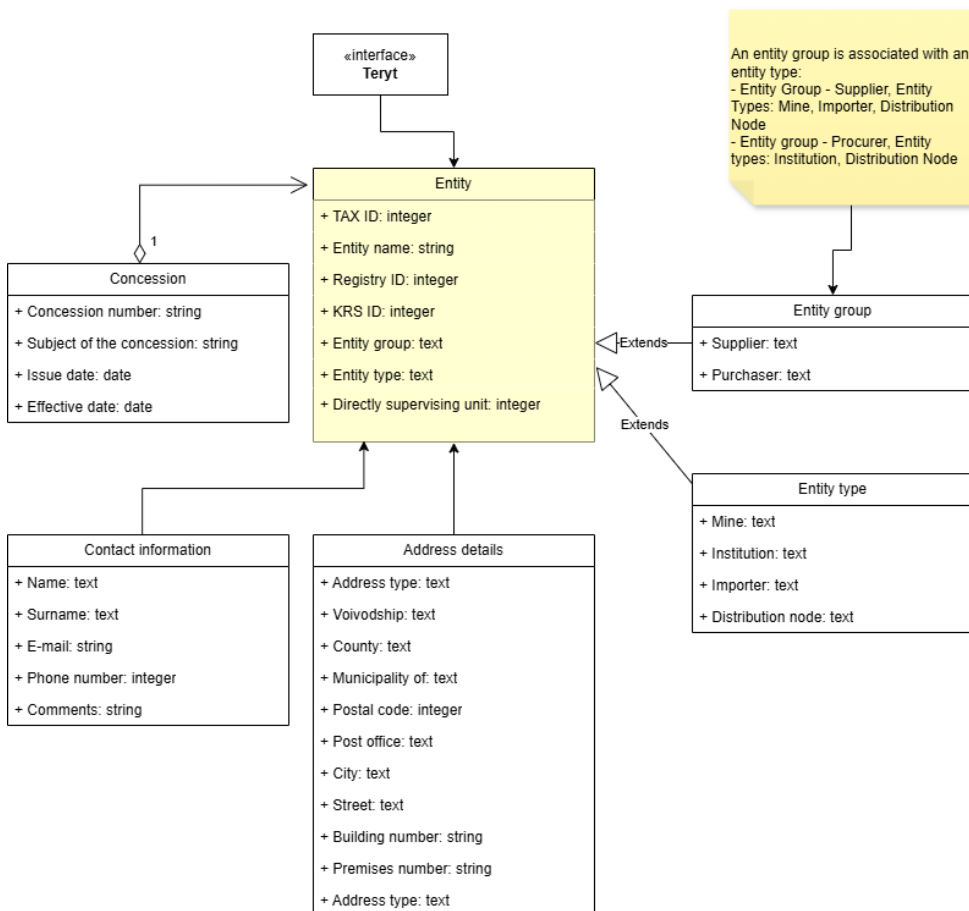 «interface»
Teryt
An entity group is associated with an
entity type:
- Entity Group - Supplier, Entity
Types: Mine, Importer, Distribution
Node
- Entity group - Procurer, Entity
types: Institution, Distribution Node
Entity
+ TAX ID: integer
+ Entity name: string
+ Registry ID: integer
+ KRS ID: integer
+ Entity group: text
+ Entity type: text
+ Directly supervising unit: integer
1
Concession
+ Concession number: string
+ Subject of the concession: string
+ Issue date: date
+ Effective date: date
Extends
Entity group
+ Supplier: text
+ Purchaser: text
Extends
Entity type
+ Mine: text
+ Institution: text
+ Importer: text
+ Distribution node: text
Contact information
+ Name: text
+ Surname: text
+ E-mail: string
+ Phone number: integer
+ Comments: string
Address details
+ Address type: text
+ Voivodship: text
+ County: text
+ Municipality of: text
+ Postal code: integer
+ Post office: text
+ City: text
+ Street: text
+ Building number: string
+ Premises number: string
+ Address type: text